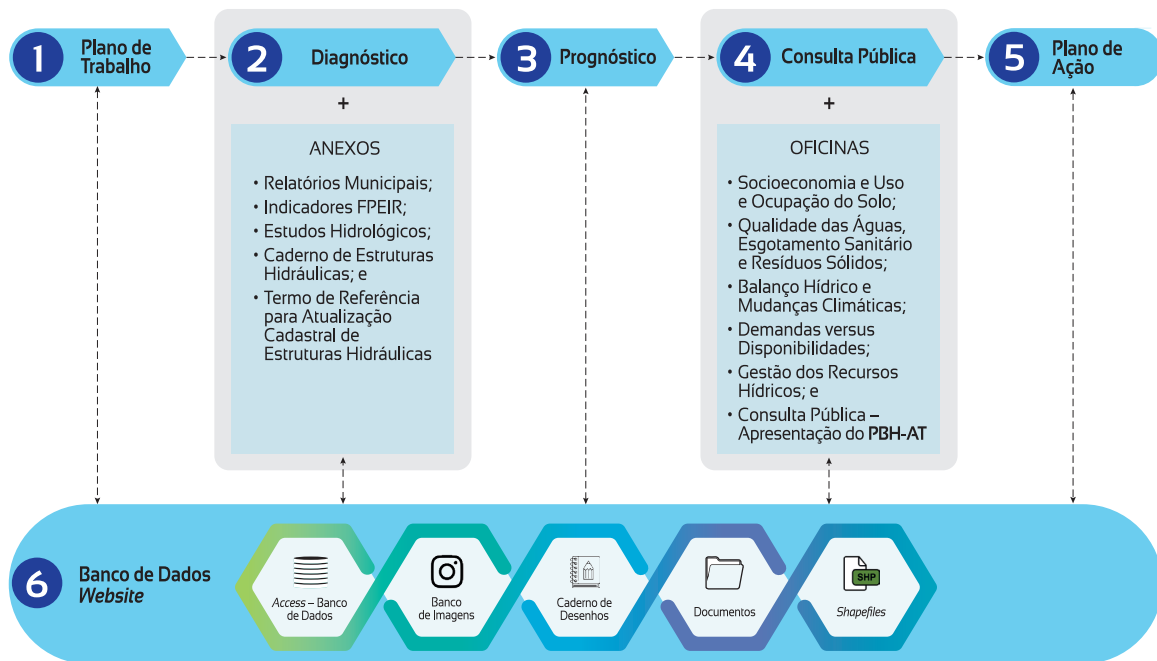 1
Plano de
Trabalho
2
Diagnóstico
3
Prognóstico
4
Consulta Pública
5
Plano de
Ação
+
ANEXOS
• Relatórios Municipais;
• Indicadores FPEIR;
• Estudos Hidrológicos;
• Caderno de Estruturas
Hidráulicas; e
• Termo de Referência
para Atualização
Cadastral de
Estruturas Hidráulicas
+
OFICINAS
• Socioeconomia e Uso
e Ocupação do Solo;
• Qualidade das Águas,
Esgotamento Sanitário
e Resíduos Sólidos;
• Balanço Hídrico e
Mudanças Climáticas;
• Demandas versus
Disponibilidades;
• Gestão dos Recursos
Hídricos; e
• Consulta Pública –
Apresentação do PBH-AT
6
Banco de Dados
Website
Access – Banco
de Dados
Banco
de Imagens
Caderno de
Desenhos
Documentos
SHP
Shapefiles